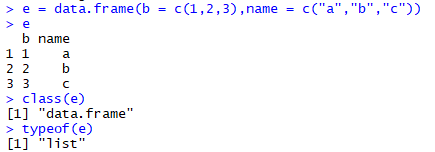 > e = data.frame(b = c(1,2,3),name = c("a","b","c"))
> e
  b name
1 1    a
2 2    b
3 3    c
> class(e)
[1] "data.frame"
> typeof(e)
[1] "list"